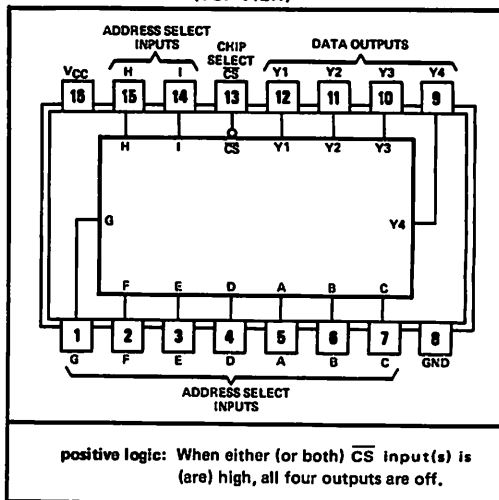 (TOP VIEW)
ADDRESS SELECT
INPUTS
CHIP
SELECT
DATA OUTPUTS
VCC H I CS Y1 Y2 Y3 Y4
16 15 14 13 12 11 10 9
H I CS Y1 Y2 Y3
G Y4
F E D A B C
1 2 3 4 5 6 7 8
G F E D A B C GND
ADDRESS SELECT
INPUTS
positive logic: When either (or both) CS input(s) is
(are) high, all four outputs are off.